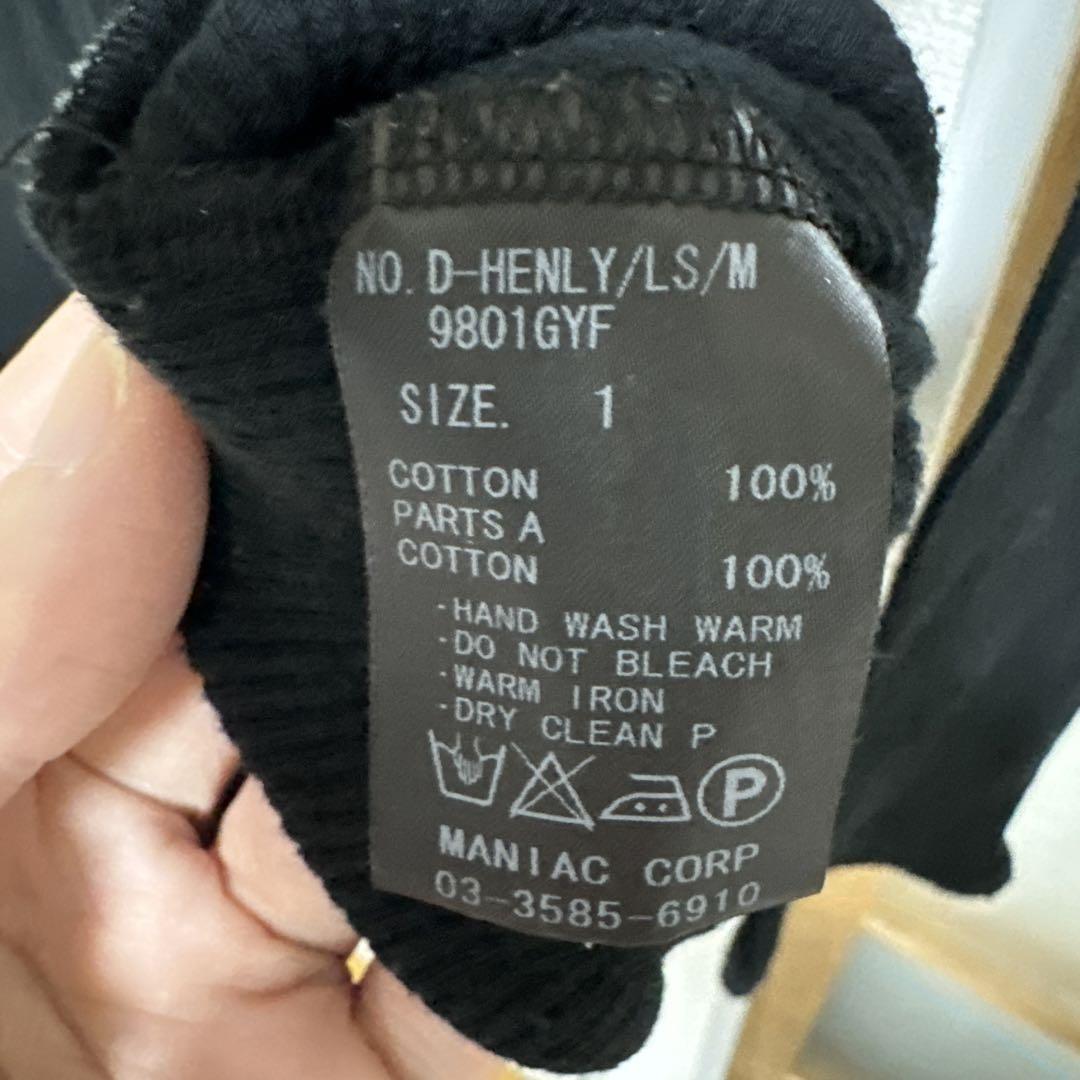 NO. D-HENLY/LS/M
9801GYF
SIZE. 1
COTTON 100%
PARTS A
COTTON 100%
·HAND WASH WARM
·DO NOT BLEACH
·WARM IRON
·DRY CLEAN P
P
MANIAC CORP
03-3585-6910